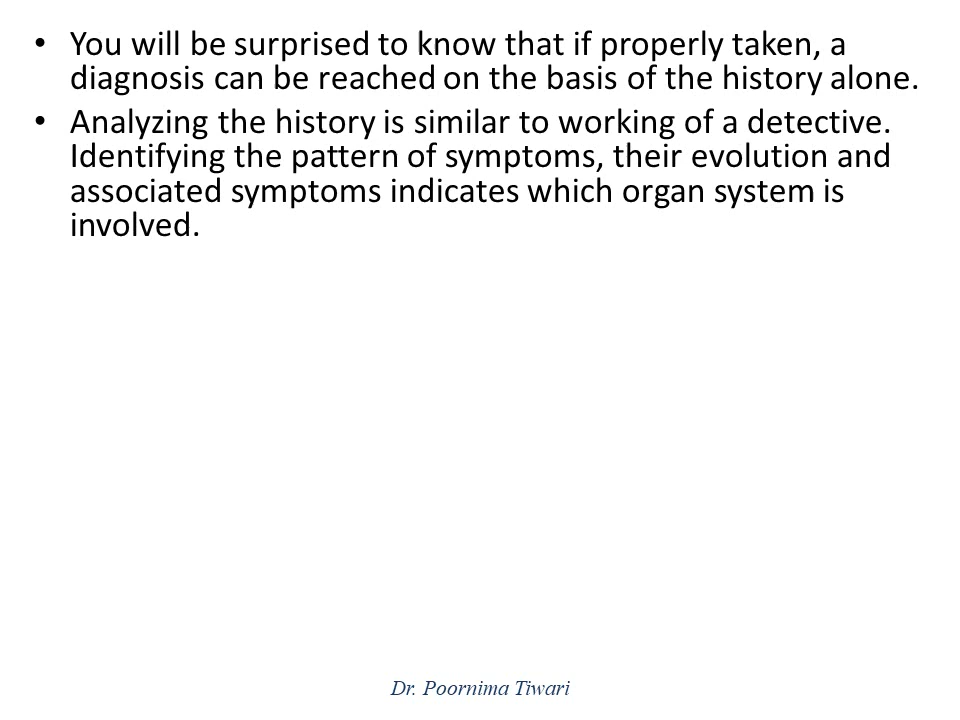 • You will be surprised to know that if properly taken, a
diagnosis can be reached on the basis of the history alone.
• Analyzing the history is similar to working of a detective.
Identifying the pattern of symptoms, their evolution and
associated symptoms indicates which organ system is
involved.
Dr. Poornima Tiwari